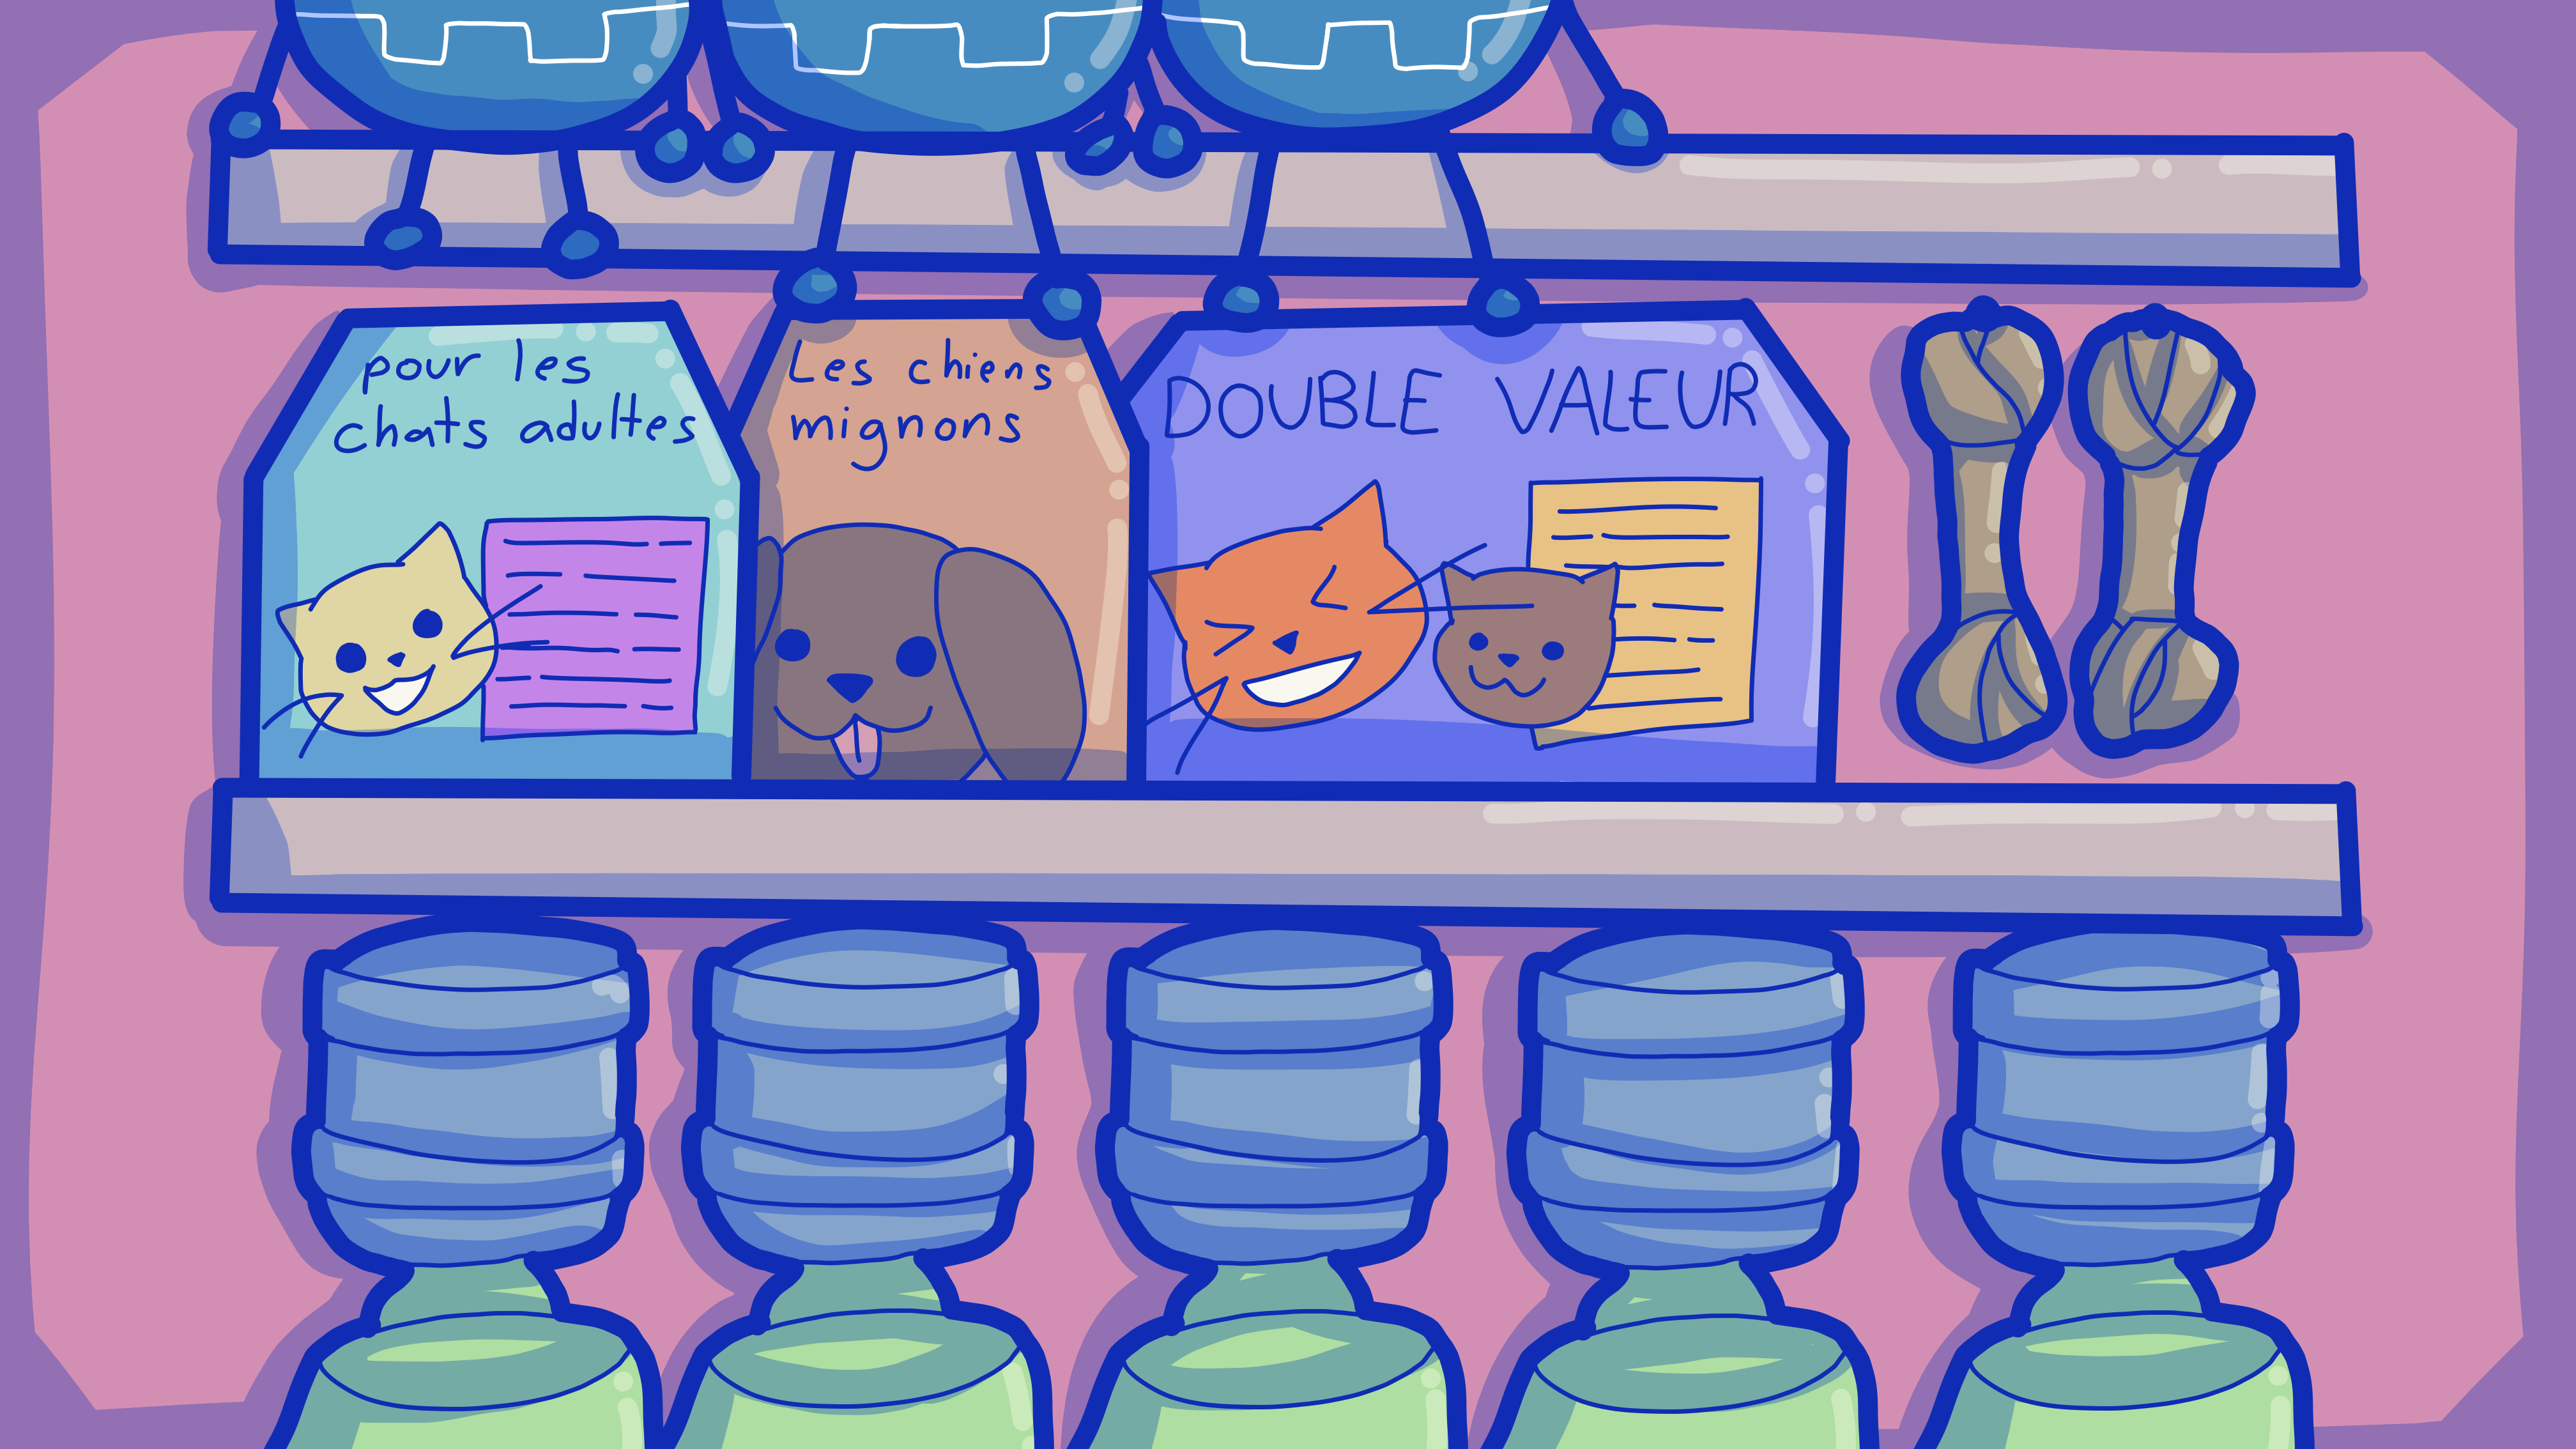 pour les
chats adultes
Les chiens
mignons
DOUBLE VALEUR